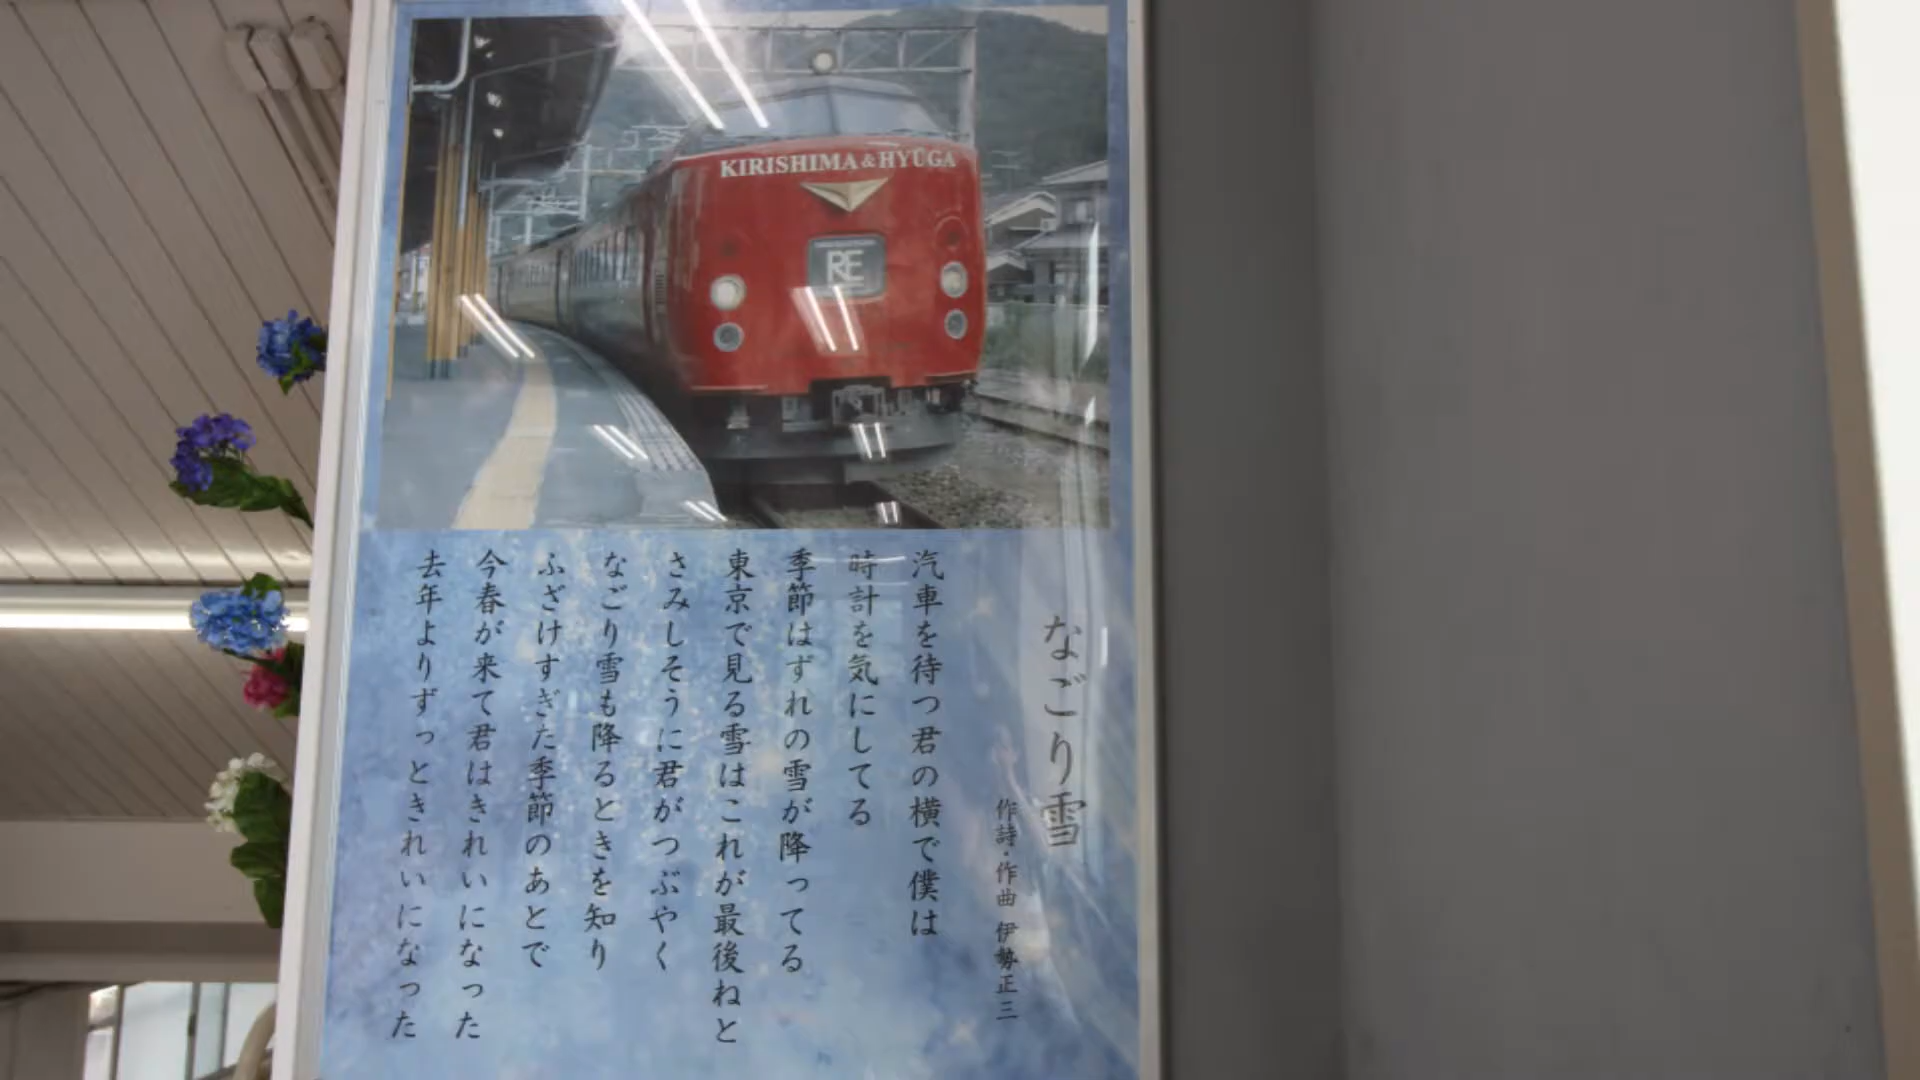 KIRISHIMA & HYŪGA
RE
なごり雪
作詩・作曲 伊勢正三
汽車を待つ君の横で僕は
時計を気にしてる
季節はずれの雪が降ってる
東京で見る雪はこれが最後ねと
さみしそうに君がつぶやく
なごり雪も降るときを知り
ふざけすぎた季節のあとで
今春が来て君はきれいになった
去年よりずっときれいになった